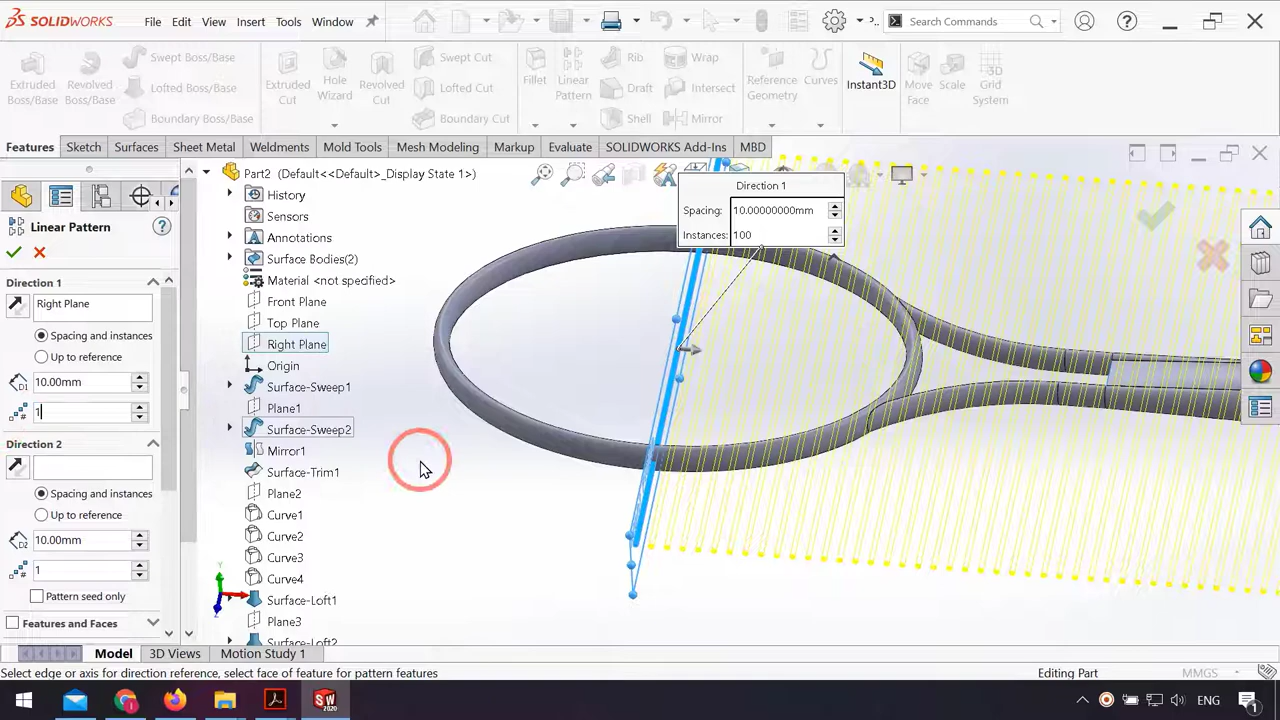 SOLIDWORKS File Edit View Insert Tools Window ?.. Search Commands
Extruded Boss/Base
Revolved Boss/Base
Swept Boss/Base
Lofted Boss/Base
Boundary Boss/Base
Extruded Cut
Hole Wizard
Revolved Cut
Swept Cut
Lofted Cut
Boundary Cut
Fillet
Linear Pattern
Rib
Draft
Shell
Wrap
Intersect
Mirror
Reference Geometry
Curves
Instant3D
Move Face
Scale
3D Grid System
Features Sketch Surfaces Sheet Metal Weldments Mold Tools Mesh Modeling Markup Evaluate SOLIDWORKS Add-Ins MBD
Linear Pattern
Direction 1
Right Plane
Spacing and instances
Up to reference
D1 10.00mm
1
Direction 2
Spacing and instances
Up to reference
D2 10.00mm
1
Pattern seed only
Features and Faces
Part2 (Default<<Default>_Display State 1>)
History
Sensors
Annotations
Surface Bodies(2)
Material <not specified>
Front Plane
Top Plane
Right Plane
Origin
Surface-Sweep1
Plane1
Surface-Sweep2
Mirror1
Surface-Trim1
Plane2
Curve1
Curve2
Curve3
Curve4
Surface-Loft1
Plane3
Surface-Loft2
Direction 1
Spacing: 10.00000000mm
Instances: 100
Y
Model 3D Views Motion Study 1
Select edge or axis for direction reference, select face of feature for pattern features Editing Part MMGS
SW 2020
ENG
1